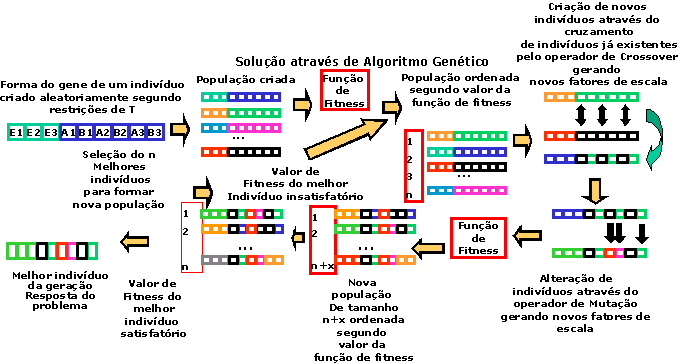 Solução através de Algoritmo Genético
Forma do gene de um indivíduo
criado aleatoriamente segundo
restrições de T
E1 E2 E3 A1 B1 A2 B2 A3 B3
População criada
...
Função
de
Fitness
População ordenada
segundo valor da
função de fitness
1
2
3
n
...
Criação de novos
indivíduos através do
cruzamento
de indivíduos já existentes
pelo operador de Crossover
gerando
novos fatores de escala
Alteração de
indivíduos através do
operador de Mutação
gerando novos fatores de
escala
Função
de
Fitness
1
2
n+x
...
Nova
população
De tamanho
n+x ordenada
segundo
valor da
função de fitness
Valor de
Fitness do melhor
Indivíduo insatisfatório
Seleção do n
Melhores
indivíduos
para formar
nova população
1
2
n
...
Valor de
Fitness do
melhor
indivíduo
satisfatório
Melhor indivíduo
da geração
Resposta do
problema